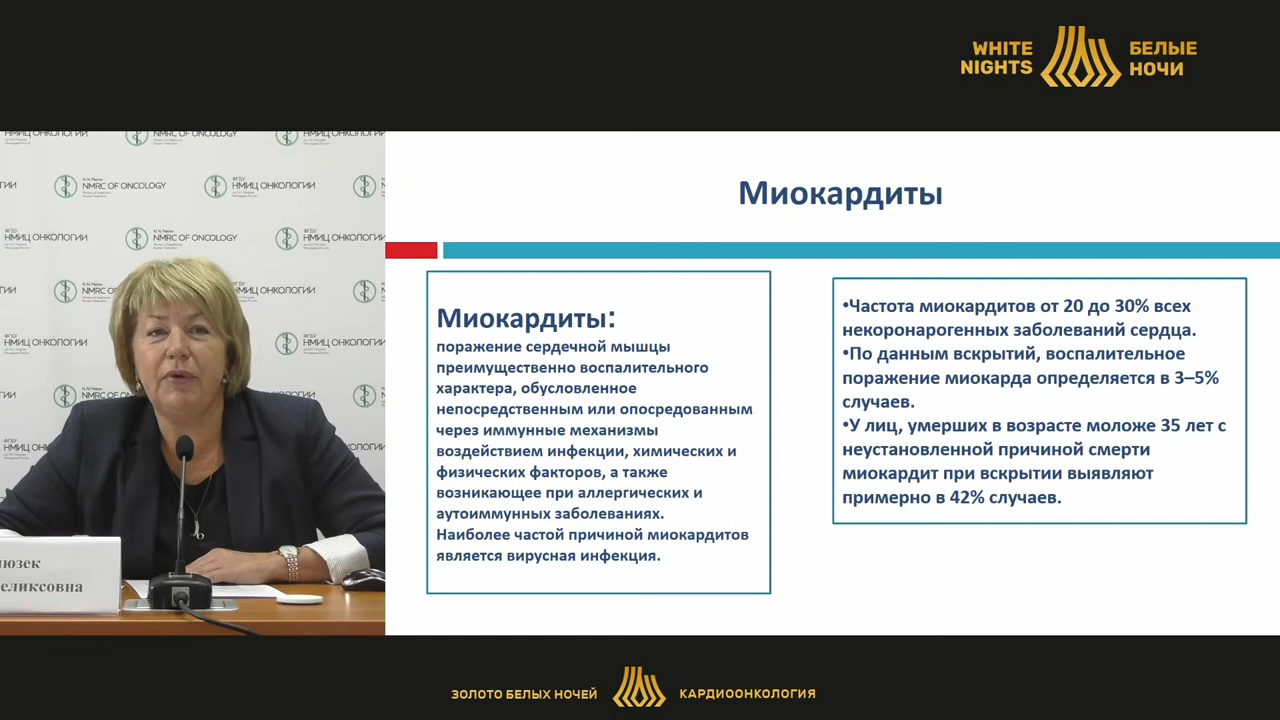 WHITE
NIGHTS
БЕЛЫЕ
НОЧИ
NMRC OF ONCOLOGY
НМИЦ ОНКОЛОГИИ
Миокардиты
Миокардиты:
поражение сердечной мышцы
преимущественно воспалительного
характера, обусловленное
непосредственным или опосредованным
через иммунные механизмы
воздействием инфекции, химических и
физических факторов, а также
возникающее при аллергических и
аутоиммунных заболеваниях.
Наиболее частой причиной миокардитов
является вирусная инфекция.
•Частота миокардитов от 20 до 30% всех
некоронарогенных заболеваний сердца.
•По данным вскрытий, воспалительное
поражение миокарда определяется в 3–5%
случаев.
•У лиц, умерших в возрасте моложе 35 лет с
неустановленной причиной смерти
миокардит при вскрытии выявляют
примерно в 42% случаев.
ЗОЛОТО БЕЛЫХ НОЧЕЙ
КАРДИООНКОЛОГИЯ